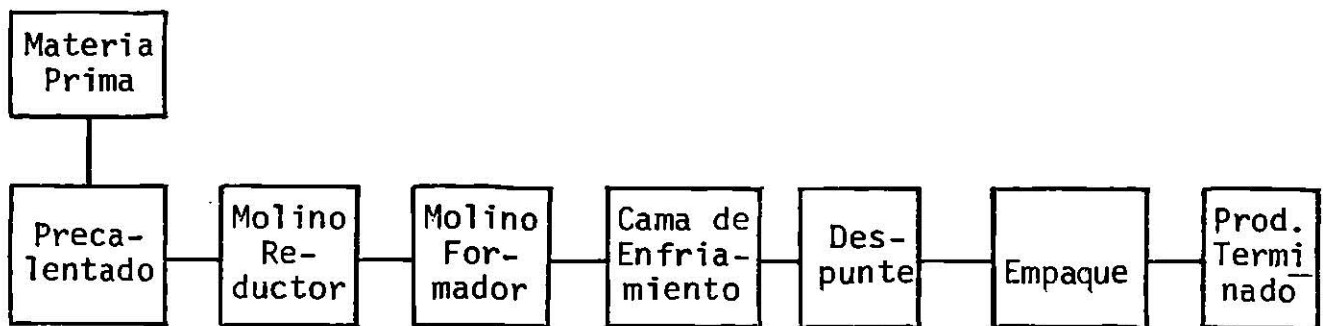 Materia
Prima
Preca-
lentado
Molino
Re-
ductor
Molino
For-
mador
Cama de
Enfria-
miento
Des-
punte
Empaque
Prod.
Termi
nado